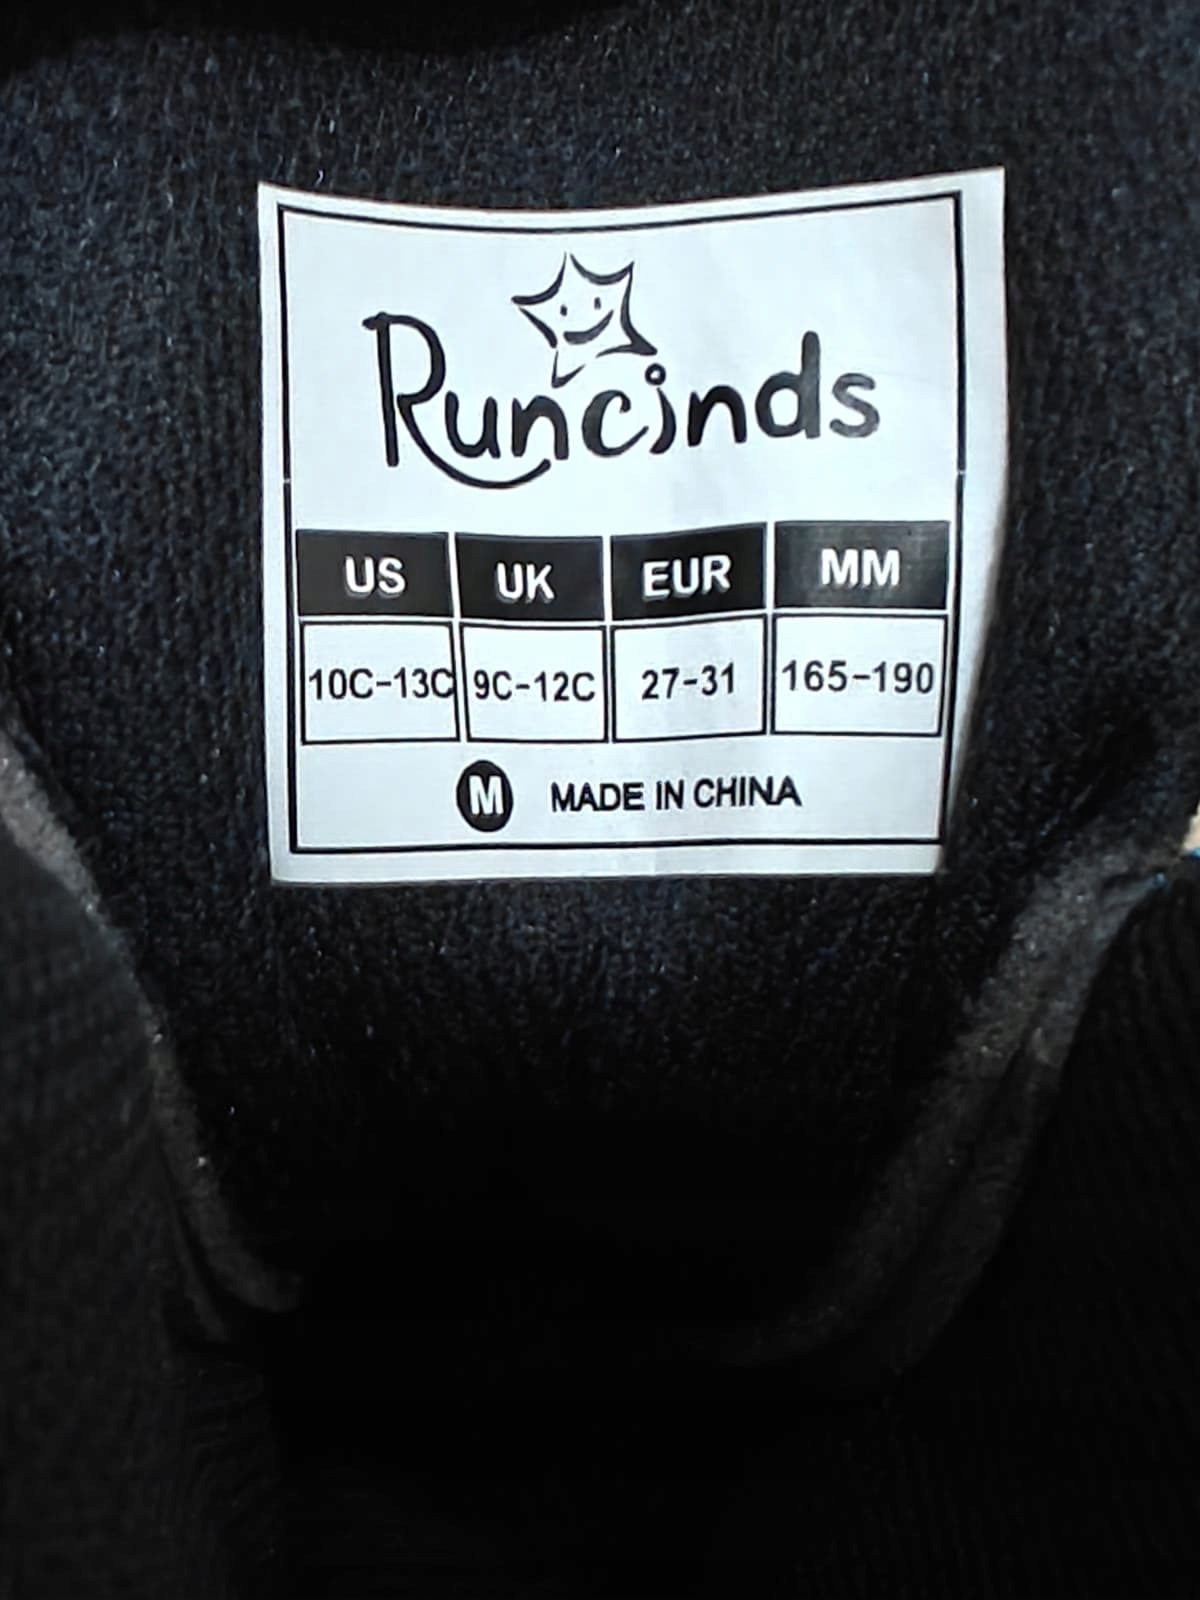 Runcinds
US UK EUR MM
10C-13C 9C-12C 27-31 165-190
M MADE IN CHINA